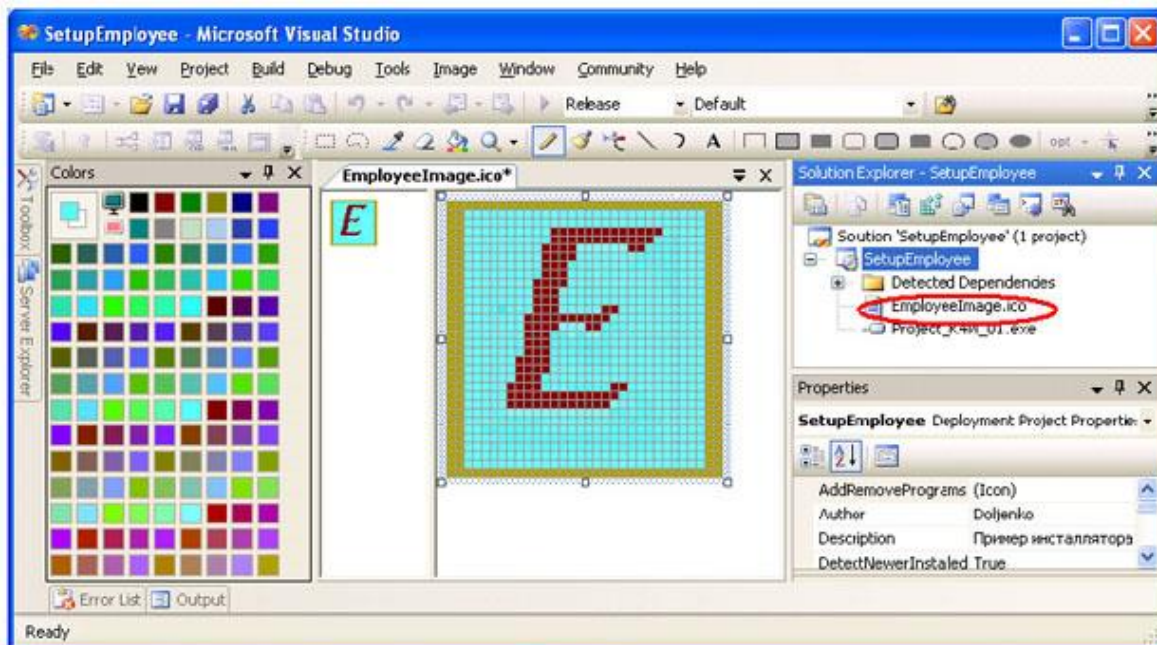 SetupEmployee - Microsoft Visual Studio
File Edit View Project Build Debug Tools Image Window Community Help
Release Default
A opt
Toolbox
Server Explorer
Colors
EmployeeImage.ico*
E
E
Solution Explorer - SetupEmployee
Soution 'SetupEmployee' (1 project)
SetupEmployee
Detected Dependencies
EmployeeImage.ico
Project_K4W_01.exe
Properties
SetupEmployee Deployment Project Propertie:
AddRemovePrograms (Icon)
Author Doljenko
Description Пример инсталлятора
DetectNewerInstaled True
Error List Output
Ready